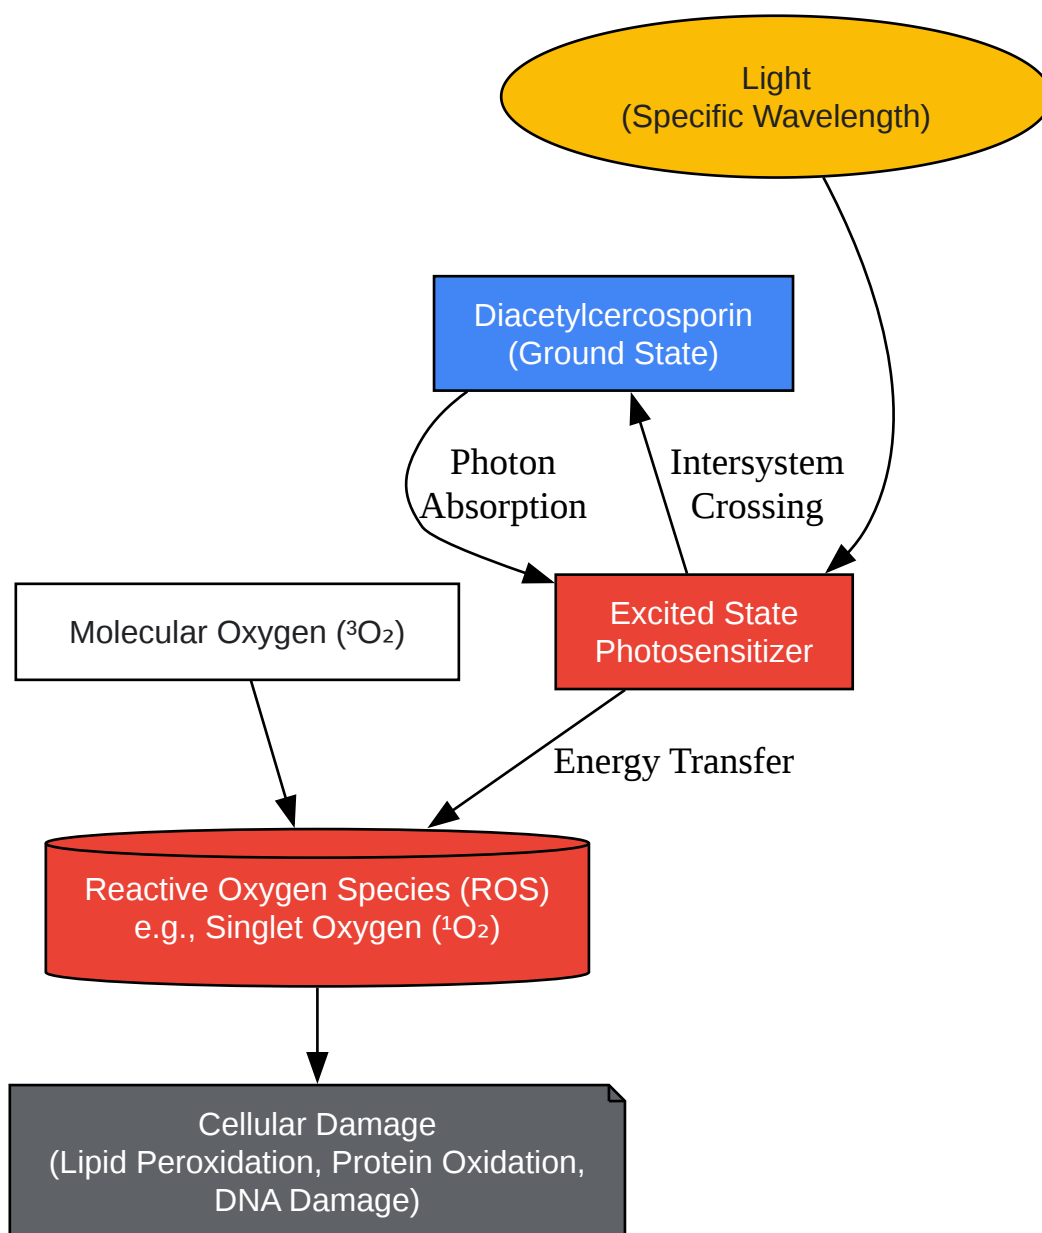 Light
(Specific Wavelength)
Diacetylcercosporin
(Ground State)
Photon
Absorption
Intersystem
Crossing
Molecular Oxygen (³O₂)
Excited State
Photosensitizer
Energy Transfer
Reactive Oxygen Species (ROS)
e.g., Singlet Oxygen (¹O₂)
Cellular Damage
(Lipid Peroxidation, Protein Oxidation,
DNA Damage)